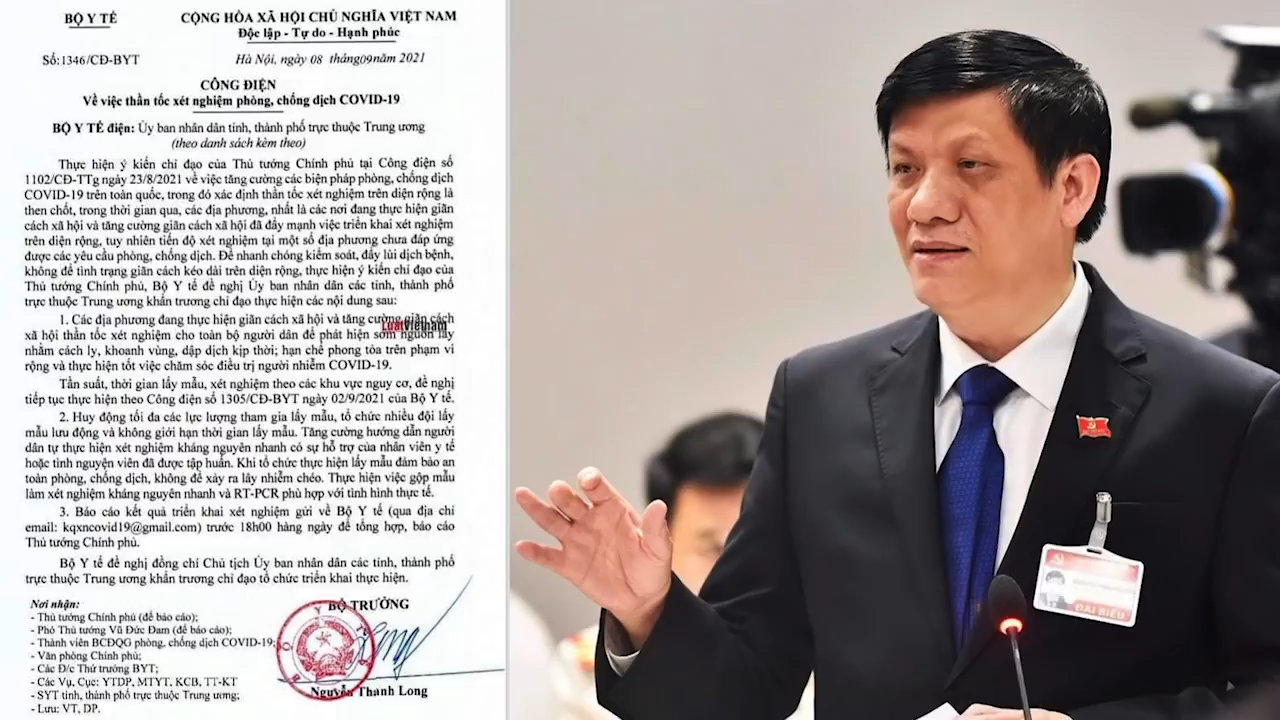 BỘ Y TẾ
CỘNG HÒA XÃ HỘI CHỦ NGHĨA VIỆT NAM
Độc lập - Tự do - Hạnh phúc
Số:1346/CĐ-BYT
Hà Nội, ngày 08 tháng09năm 2021
CÔNG ĐIỆN
Về việc thần tốc xét nghiệm phòng, chống dịch COVID-19
BỘ Y TẾ điện: Ủy ban nhân dân tỉnh, thành phố trực thuộc Trung ương
(theo danh sách kèm theo)
Thực hiện ý kiến chỉ đạo của Thủ tướng Chính phủ tại Công điện số
1102/CĐ-TTg ngày 23/8/2021 về việc tăng cường các biện pháp phòng, chống dịch
COVID-19 trên toàn quốc, trong đó xác định thần tốc xét nghiệm trên diện rộng là
then chốt, trong thời gian qua, các địa phương, nhất là các nơi đang thực hiện giãn
cách xã hội và tăng cường giãn cách xã hội đã đẩy mạnh việc triển khai xét nghiệm
trên diện rộng, tuy nhiên tiến độ xét nghiệm tại một số địa phương chưa đáp ứng
được các yêu cầu phòng, chống dịch. Để nhanh chóng kiểm soát, đẩy lùi dịch bệnh,
không để tình trạng giãn cách kéo dài trên diện rộng, thực hiện ý kiến chỉ đạo của
Thủ tướng Chính phủ, Bộ Y tế đề nghị Ủy ban nhân dân các tỉnh, thành phố
trực thuộc Trung ương khẩn trương chỉ đạo thực hiện các nội dung sau:
1. Các địa phương đang thực hiện giãn cách xã hội và tăng cường giãn cách
LuatVietnam
xã hội thần tốc xét nghiệm cho toàn bộ người dân để phát hiện sớm nguồn lây
nhằm cách ly, khoanh vùng, dập dịch kịp thời; hạn chế phong tỏa trên phạm vi
rộng và thực hiện tốt việc chăm sóc điều trị người nhiễm COVID-19.
Tần suất, thời gian lấy mẫu, xét nghiệm theo các khu vực nguy cơ, đề nghị
tiếp tục thực hiện theo Công điện số 1305/CĐ-BYT ngày 02/9/2021 của Bộ Y tế.
2. Huy động tối đa các lực lượng tham gia lấy mẫu, tổ chức nhiều đội lấy
mẫu lưu động và không giới hạn thời gian lấy mẫu. Tăng cường hướng dẫn người
dân tự thực hiện xét nghiệm kháng nguyên nhanh có sự hỗ trợ của nhân viên y tế
hoặc tình nguyện viên đã được tập huấn. Khi tổ chức thực hiện lấy mẫu đảm bảo an
toàn phòng, chống dịch, không để xảy ra lây nhiễm chéo. Thực hiện việc gộp mẫu
làm xét nghiệm kháng nguyên nhanh và RT-PCR phù hợp với tình hình thực tế.
3. Báo cáo kết quả triển khai xét nghiệm gửi về Bộ Y tế (qua địa chỉ
email: kqxncovid19@gmail.com) trước 18h00 hàng ngày để tổng hợp, báo cáo
Thủ tướng Chính phủ.
Bộ Y tế đề nghị đồng chí Chủ tịch Ủy ban nhân dân các tỉnh, thành phố
trực thuộc Trung ương khẩn trương chỉ đạo tổ chức triển khai thực hiện.
Nơi nhận:
- Thủ tướng Chính phủ (để báo cáo);
- Phó Thủ tướng Vũ Đức Đam (để báo cáo);
- Thành viên BCĐQG phòng, chống dịch COVID-19;
- Văn phòng Chính phủ;
- Các Đ/c Thứ trưởng BYT;
- Các Vụ, Cục: YTDP, MTYT, KCB, TT-KT
- SYT tỉnh, thành phố trực thuộc Trung ương;
- Lưu: VT, DP.
BỘ TRƯỞNG
Nguyễn Thanh Long
ĐẠI BIỂU